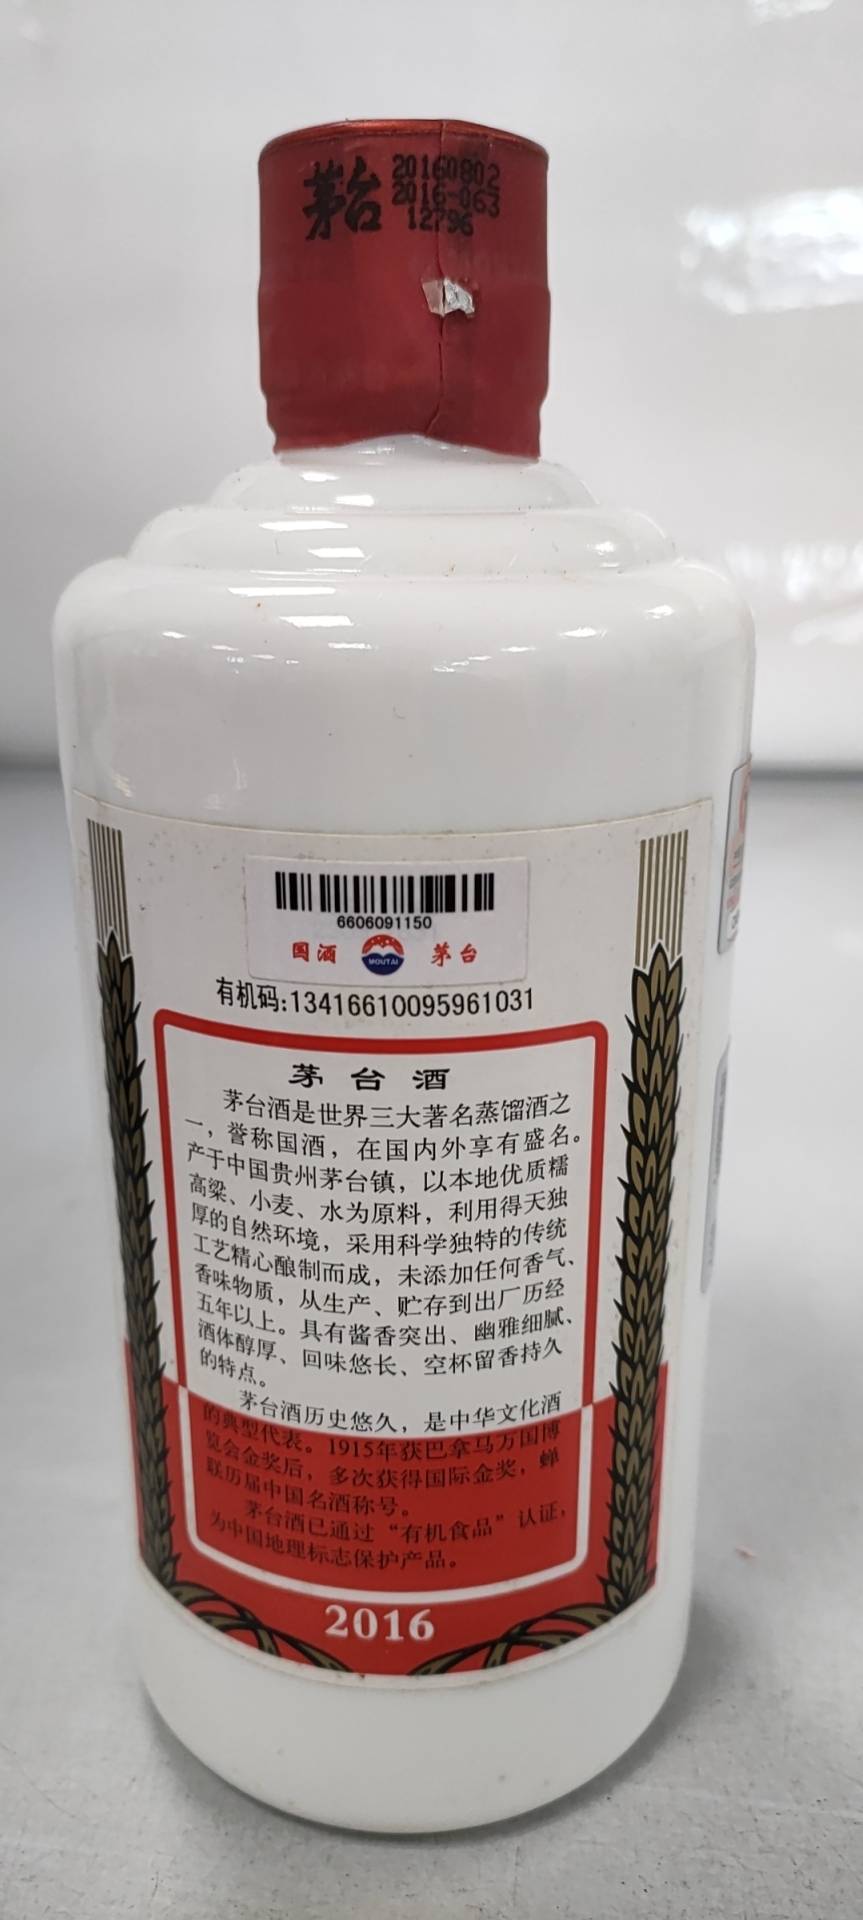 茅台
20160802
2016-063
12796
6606091150
国酒 MOUTAI 茅台
有机码:13416610095961031
茅台酒
茅台酒是世界三大著名蒸馏酒之
一，誉称国酒，在国内外享有盛名。
产于中国贵州茅台镇，以本地优质糯
高粱、小麦、水为原料，利用得天独
厚的自然环境，采用科学独特的传统
工艺精心酿制而成，未添加任何香气、
香味物质，从生产、贮存到出厂历经
五年以上。具有酱香突出、幽雅细腻、
酒体醇厚、回味悠长、空杯留香持久
的特点。
茅台酒历史悠久，是中华文化酒
的典型代表。1915年获巴拿马万国博
览会金奖后，多次获得国际金奖，蝉
联历届中国名酒称号。
茅台酒已通过“有机食品”认证，
为中国地理标志保护产品。
2016